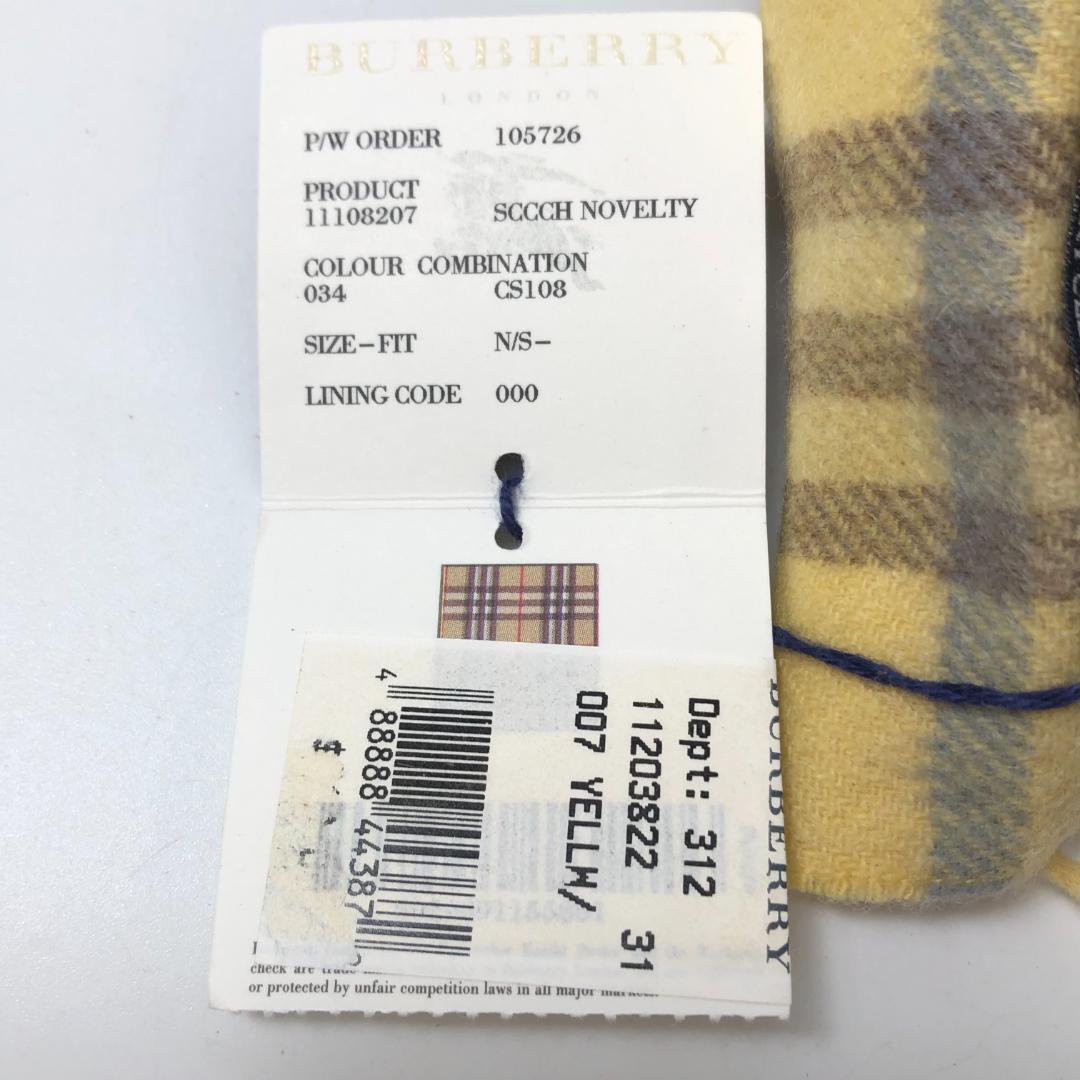 BURBERRY
LONDON
P/W ORDER 105726
PRODUCT
11108207 SCCCH NOVELTY
COLOUR COMBINATION
034 CS108
SIZE–FIT N/S–
LINING CODE 000
Dept: 312
11203822 31
007 YELLW/
4 88888 44387
$
BURBERRY
check are
or protected by unfair competition laws in all major markets.